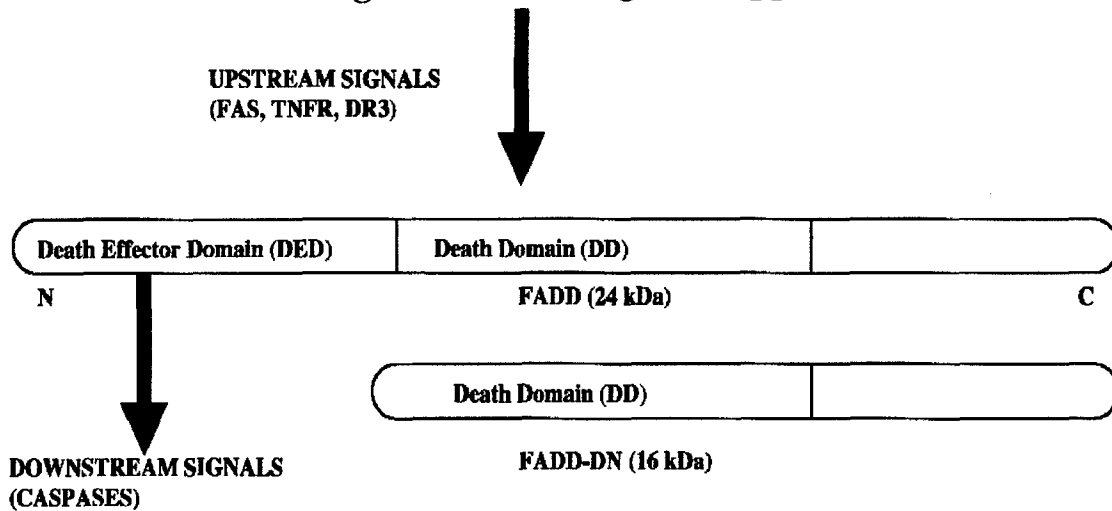 UPSTREAM SIGNALS
(FAS, TNFR, DR3)
Death Effector Domain (DED) Death Domain (DD)
N FADD (24 kDa) C
Death Domain (DD)
DOWNSTREAM SIGNALS
(CASPASES)
FADD-DN (16 kDa)